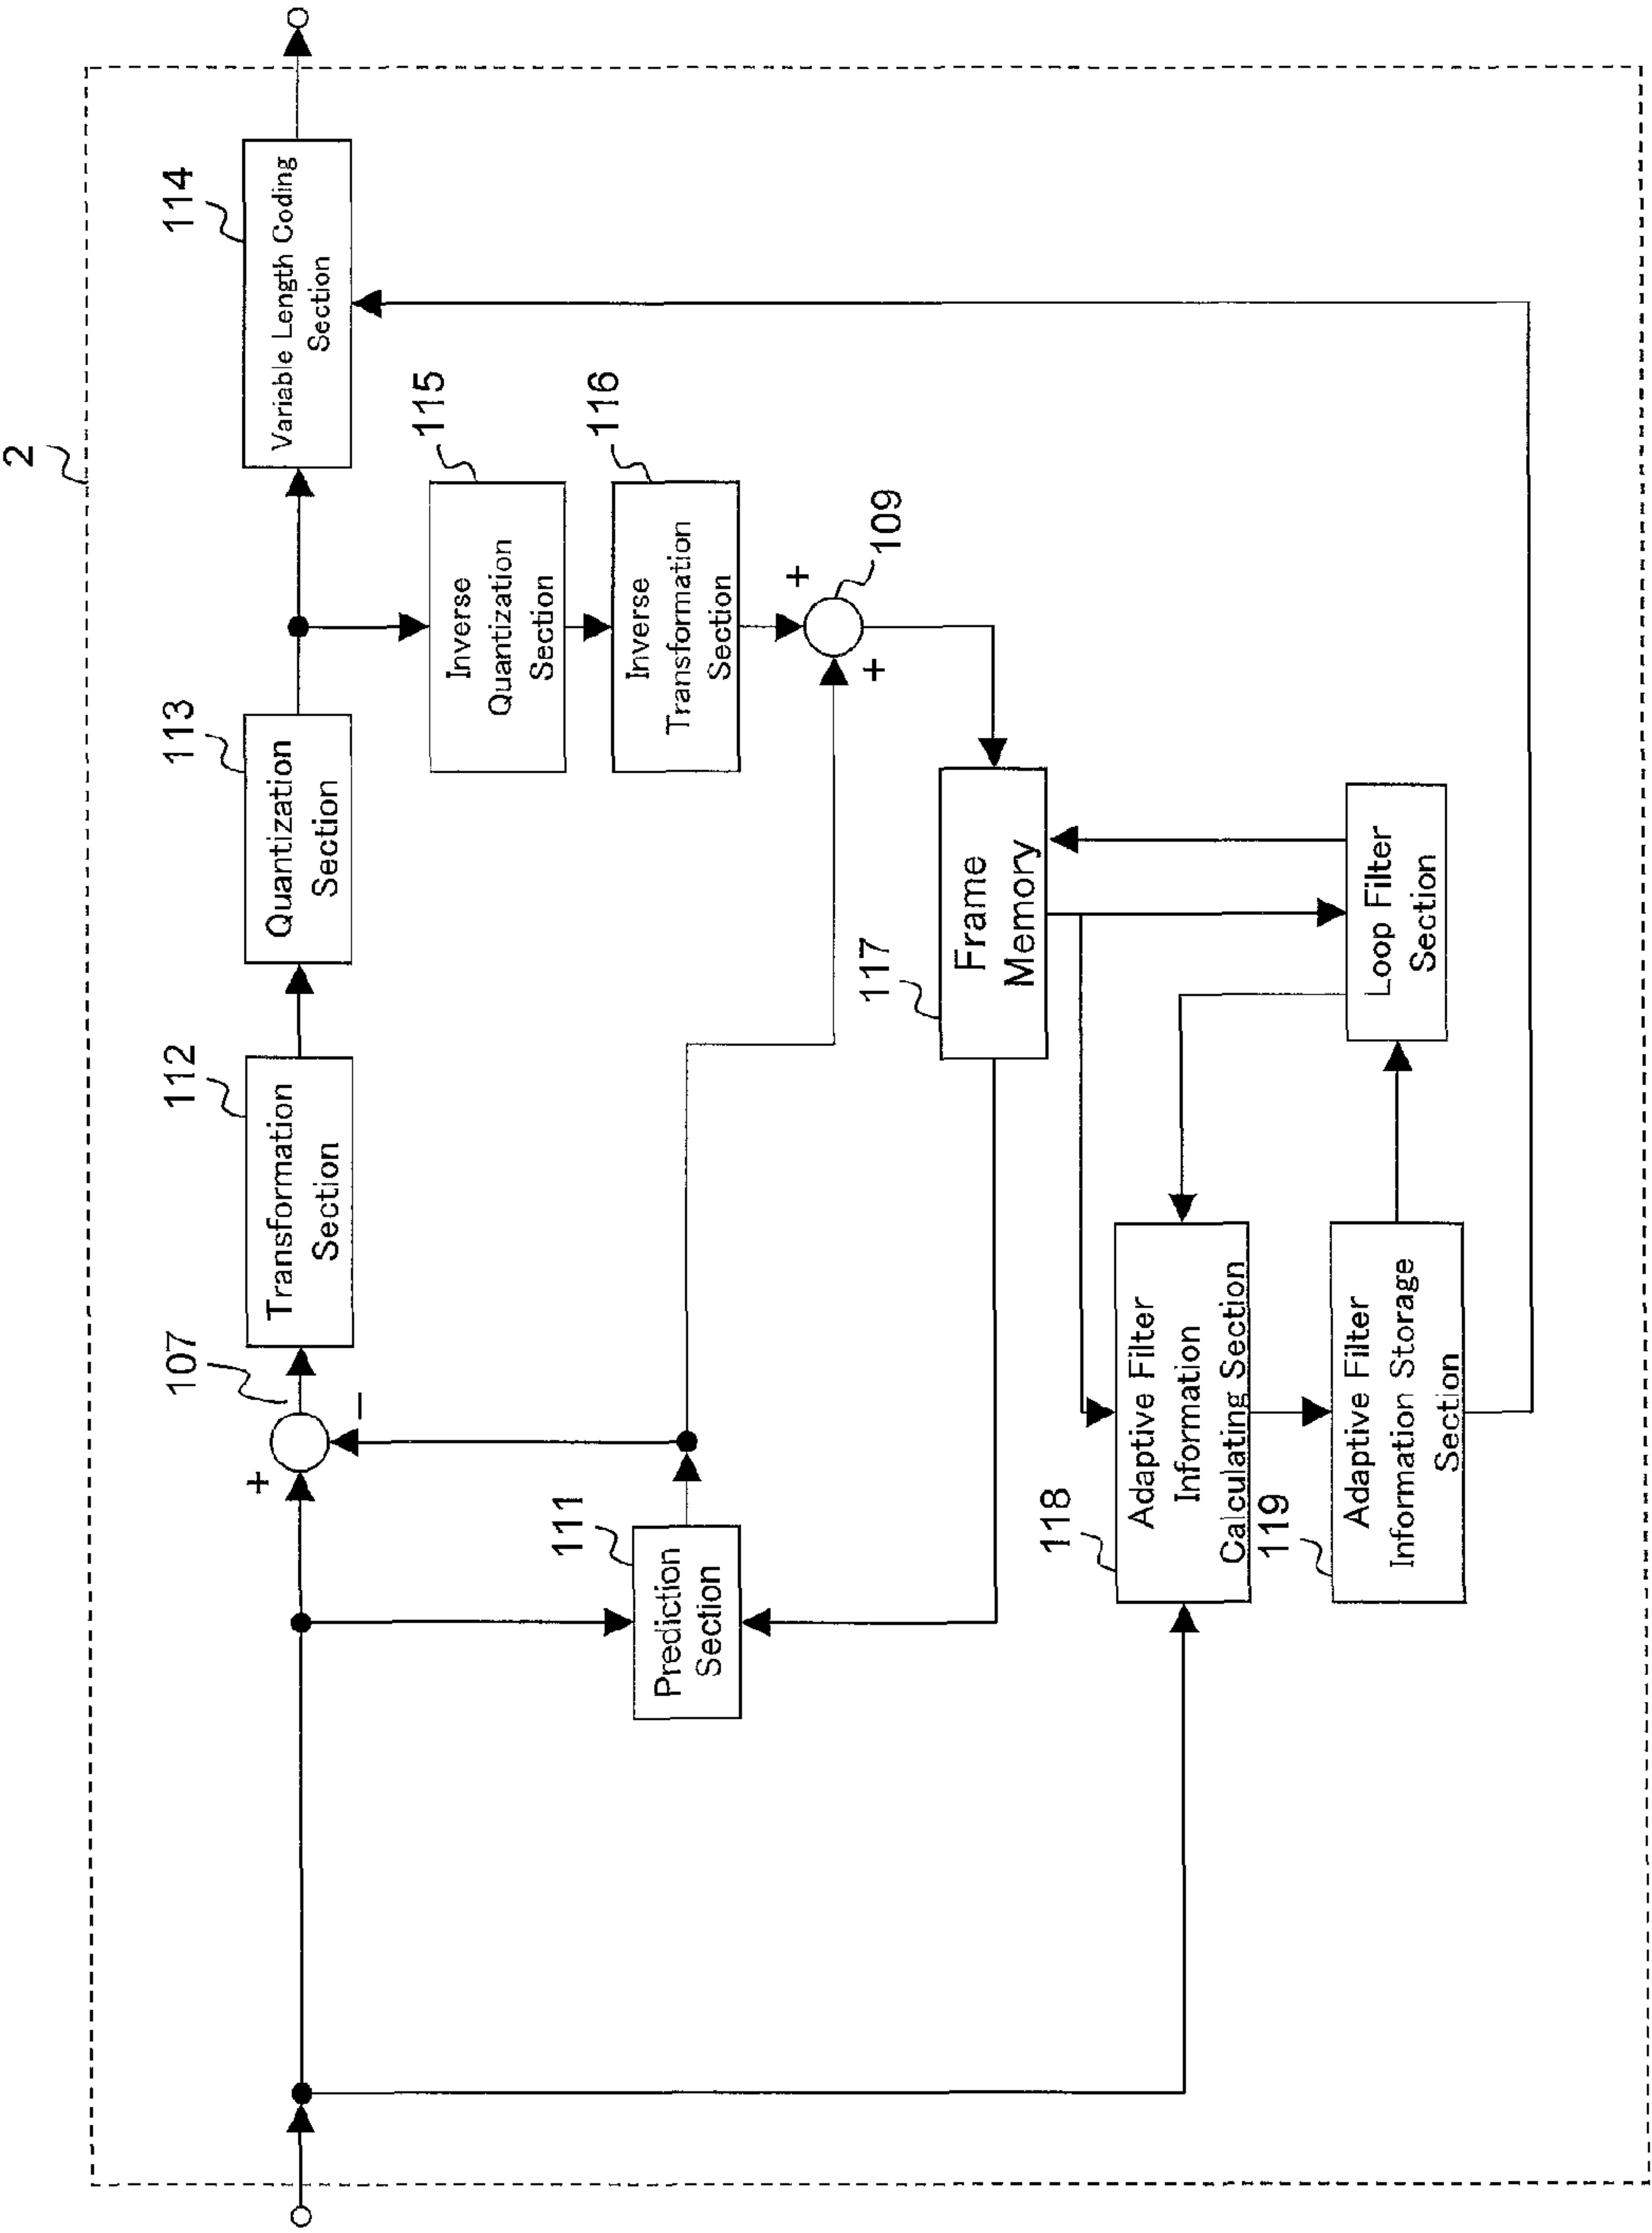 2
107
+
−
112
Transformation
Section
113
Quantization
Section
114
Variable Length Coding
Section
115
Inverse
Quantization
Section
116
Inverse
Transformation
Section
+
+
109
111
Prediction
Section
117
Frame
Memory
Loop Filter
Section
118
Adaptive Filter
Information
Calculating Section
119
Adaptive Filter
Information Storage
Section